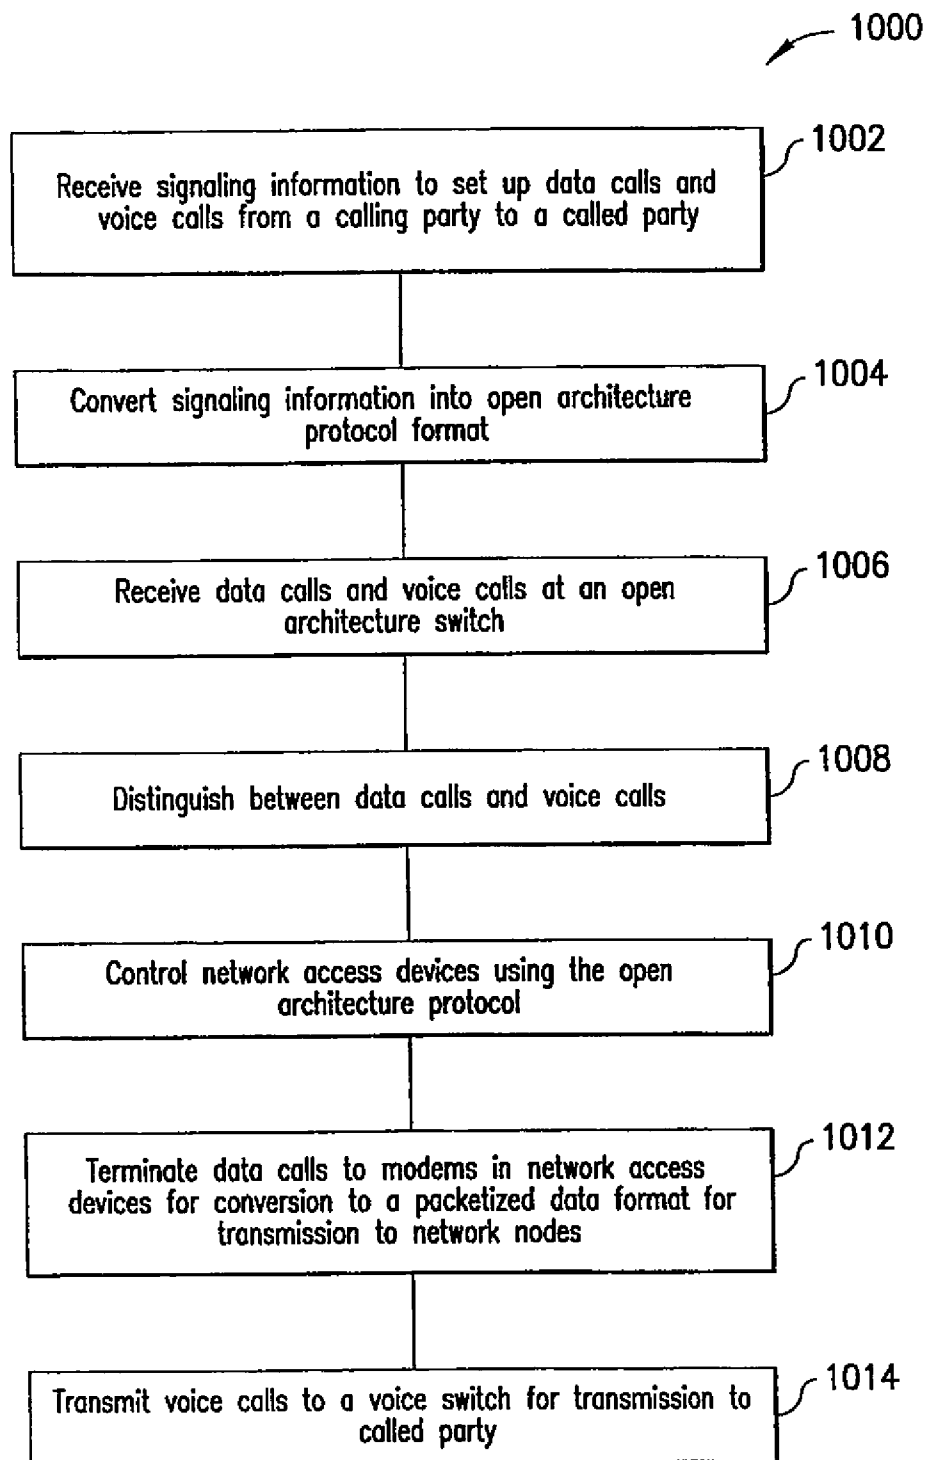 1000
1002
Receive signaling information to set up data calls and
voice calls from a calling party to a called party
1004
Convert signaling information into open architecture
protocol format
1006
Receive data calls and voice calls at an open
architecture switch
1008
Distinguish between data calls and voice calls
1010
Control network access devices using the open
architecture protocol
1012
Terminate data calls to modems in network access
devices for conversion to a packetized data format for
transmission to network nodes
1014
Transmit voice calls to a voice switch for transmission to
called party